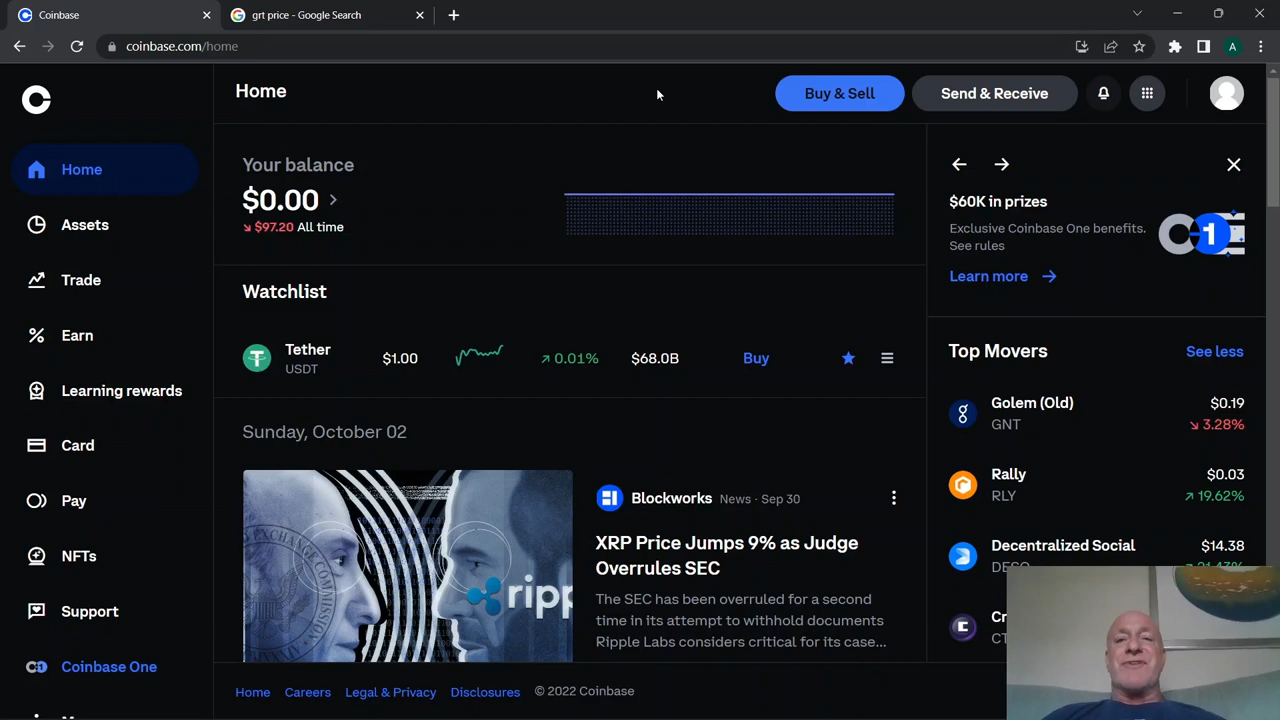 Coinbase
grt price - Google Search
coinbase.com/home
A
Home
Buy & Sell
Send & Receive
Home
Assets
Trade
Earn
Learning rewards
Card
Pay
NFTs
Support
Coinbase One
Your balance
$0.00
↘ $97.20 All time
Watchlist
Tether
USDT
$1.00
↗ 0.01%
$68.0B
Buy
Sunday, October 02
ripp
Blockworks News · Sep 30
XRP Price Jumps 9% as Judge
Overrules SEC
The SEC has been overruled for a second
time in its attempt to withhold documents
Ripple Labs considers critical for its case...
$60K in prizes
Exclusive Coinbase One benefits.
See rules
Learn more
1
Top Movers
See less
Golem (Old)
GNT
$0.19
↘ 3.28%
Rally
RLY
$0.03
↗ 19.62%
Decentralized Social
$14.38
Home
Careers
Legal & Privacy
Disclosures
© 2022 Coinbase